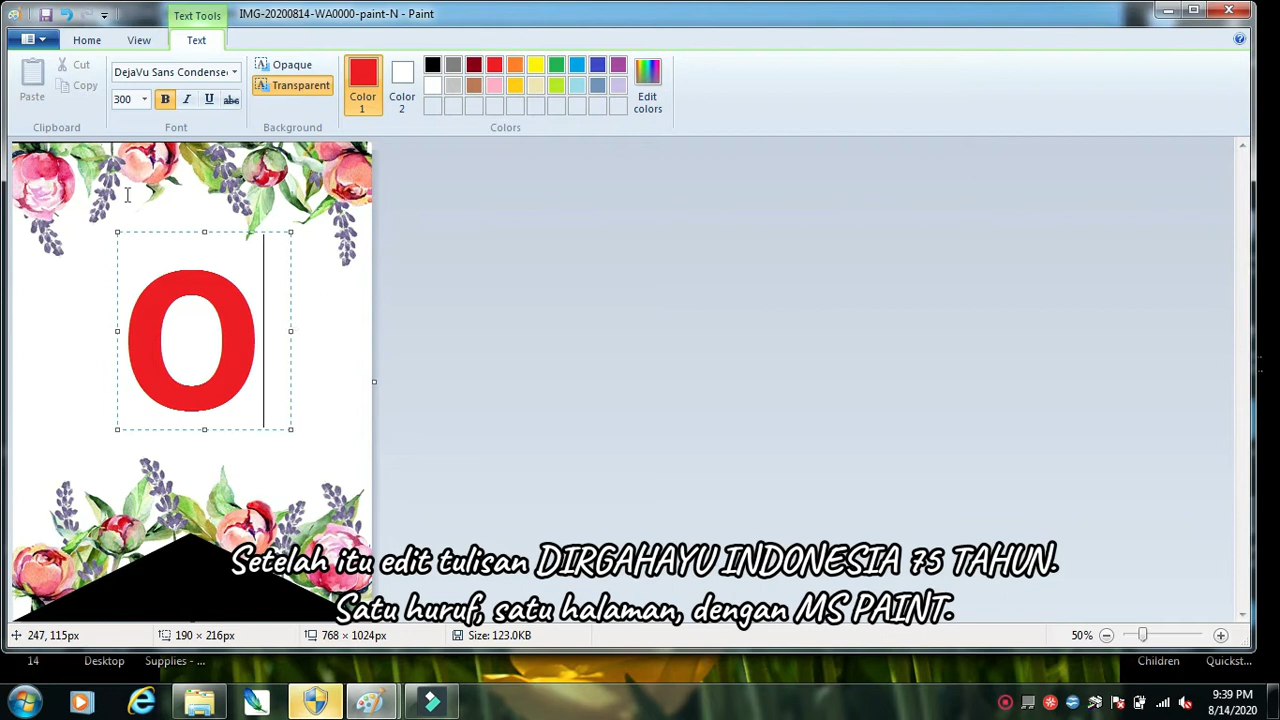 Text Tools
IMG-20200814-WA0000-paint-N - Paint
Home
View
Text
Paste
Cut
Copy
Clipboard
DejaVu Sans Condense
300
B I U abc
Font
Opaque
Transparent
Background
Color 1
Color 2
Edit colors
Colors
O
Setelah itu edit tulisan DIRGAHAYU INDONESIA 75 TAHUN.
Satu huruf, satu halaman, dengan MS PAINT.
247, 115px
190 × 216px
768 × 1024px
Size: 123.0KB
50%
14
Desktop
Supplies - ...
Children
Quickst...
9:39 PM
8/14/2020